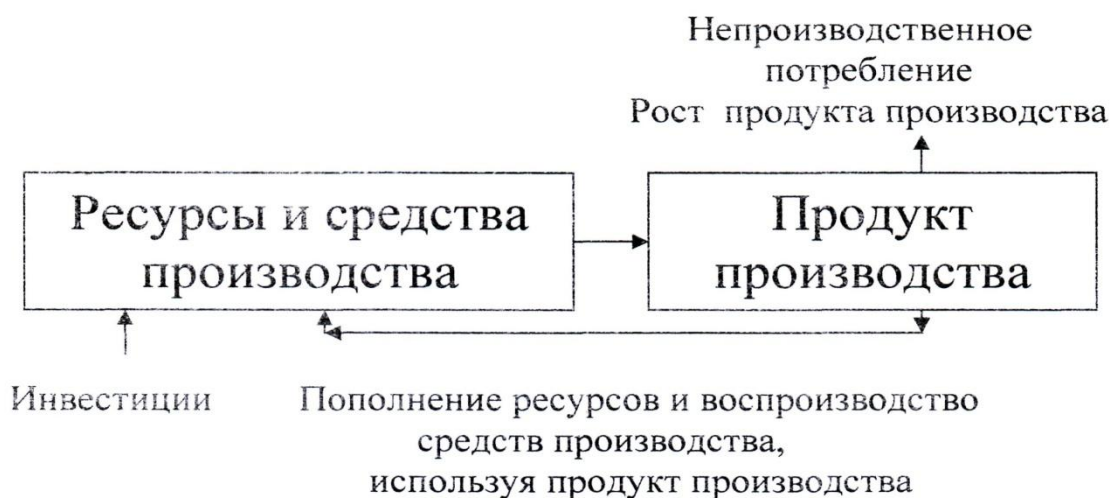 Непроизводственное
потребление
Рост продукта производства
Ресурсы и средства
производства
Продукт
производства
Инвестиции
Пополнение ресурсов и воспроизводство
средств производства,
используя продукт производства